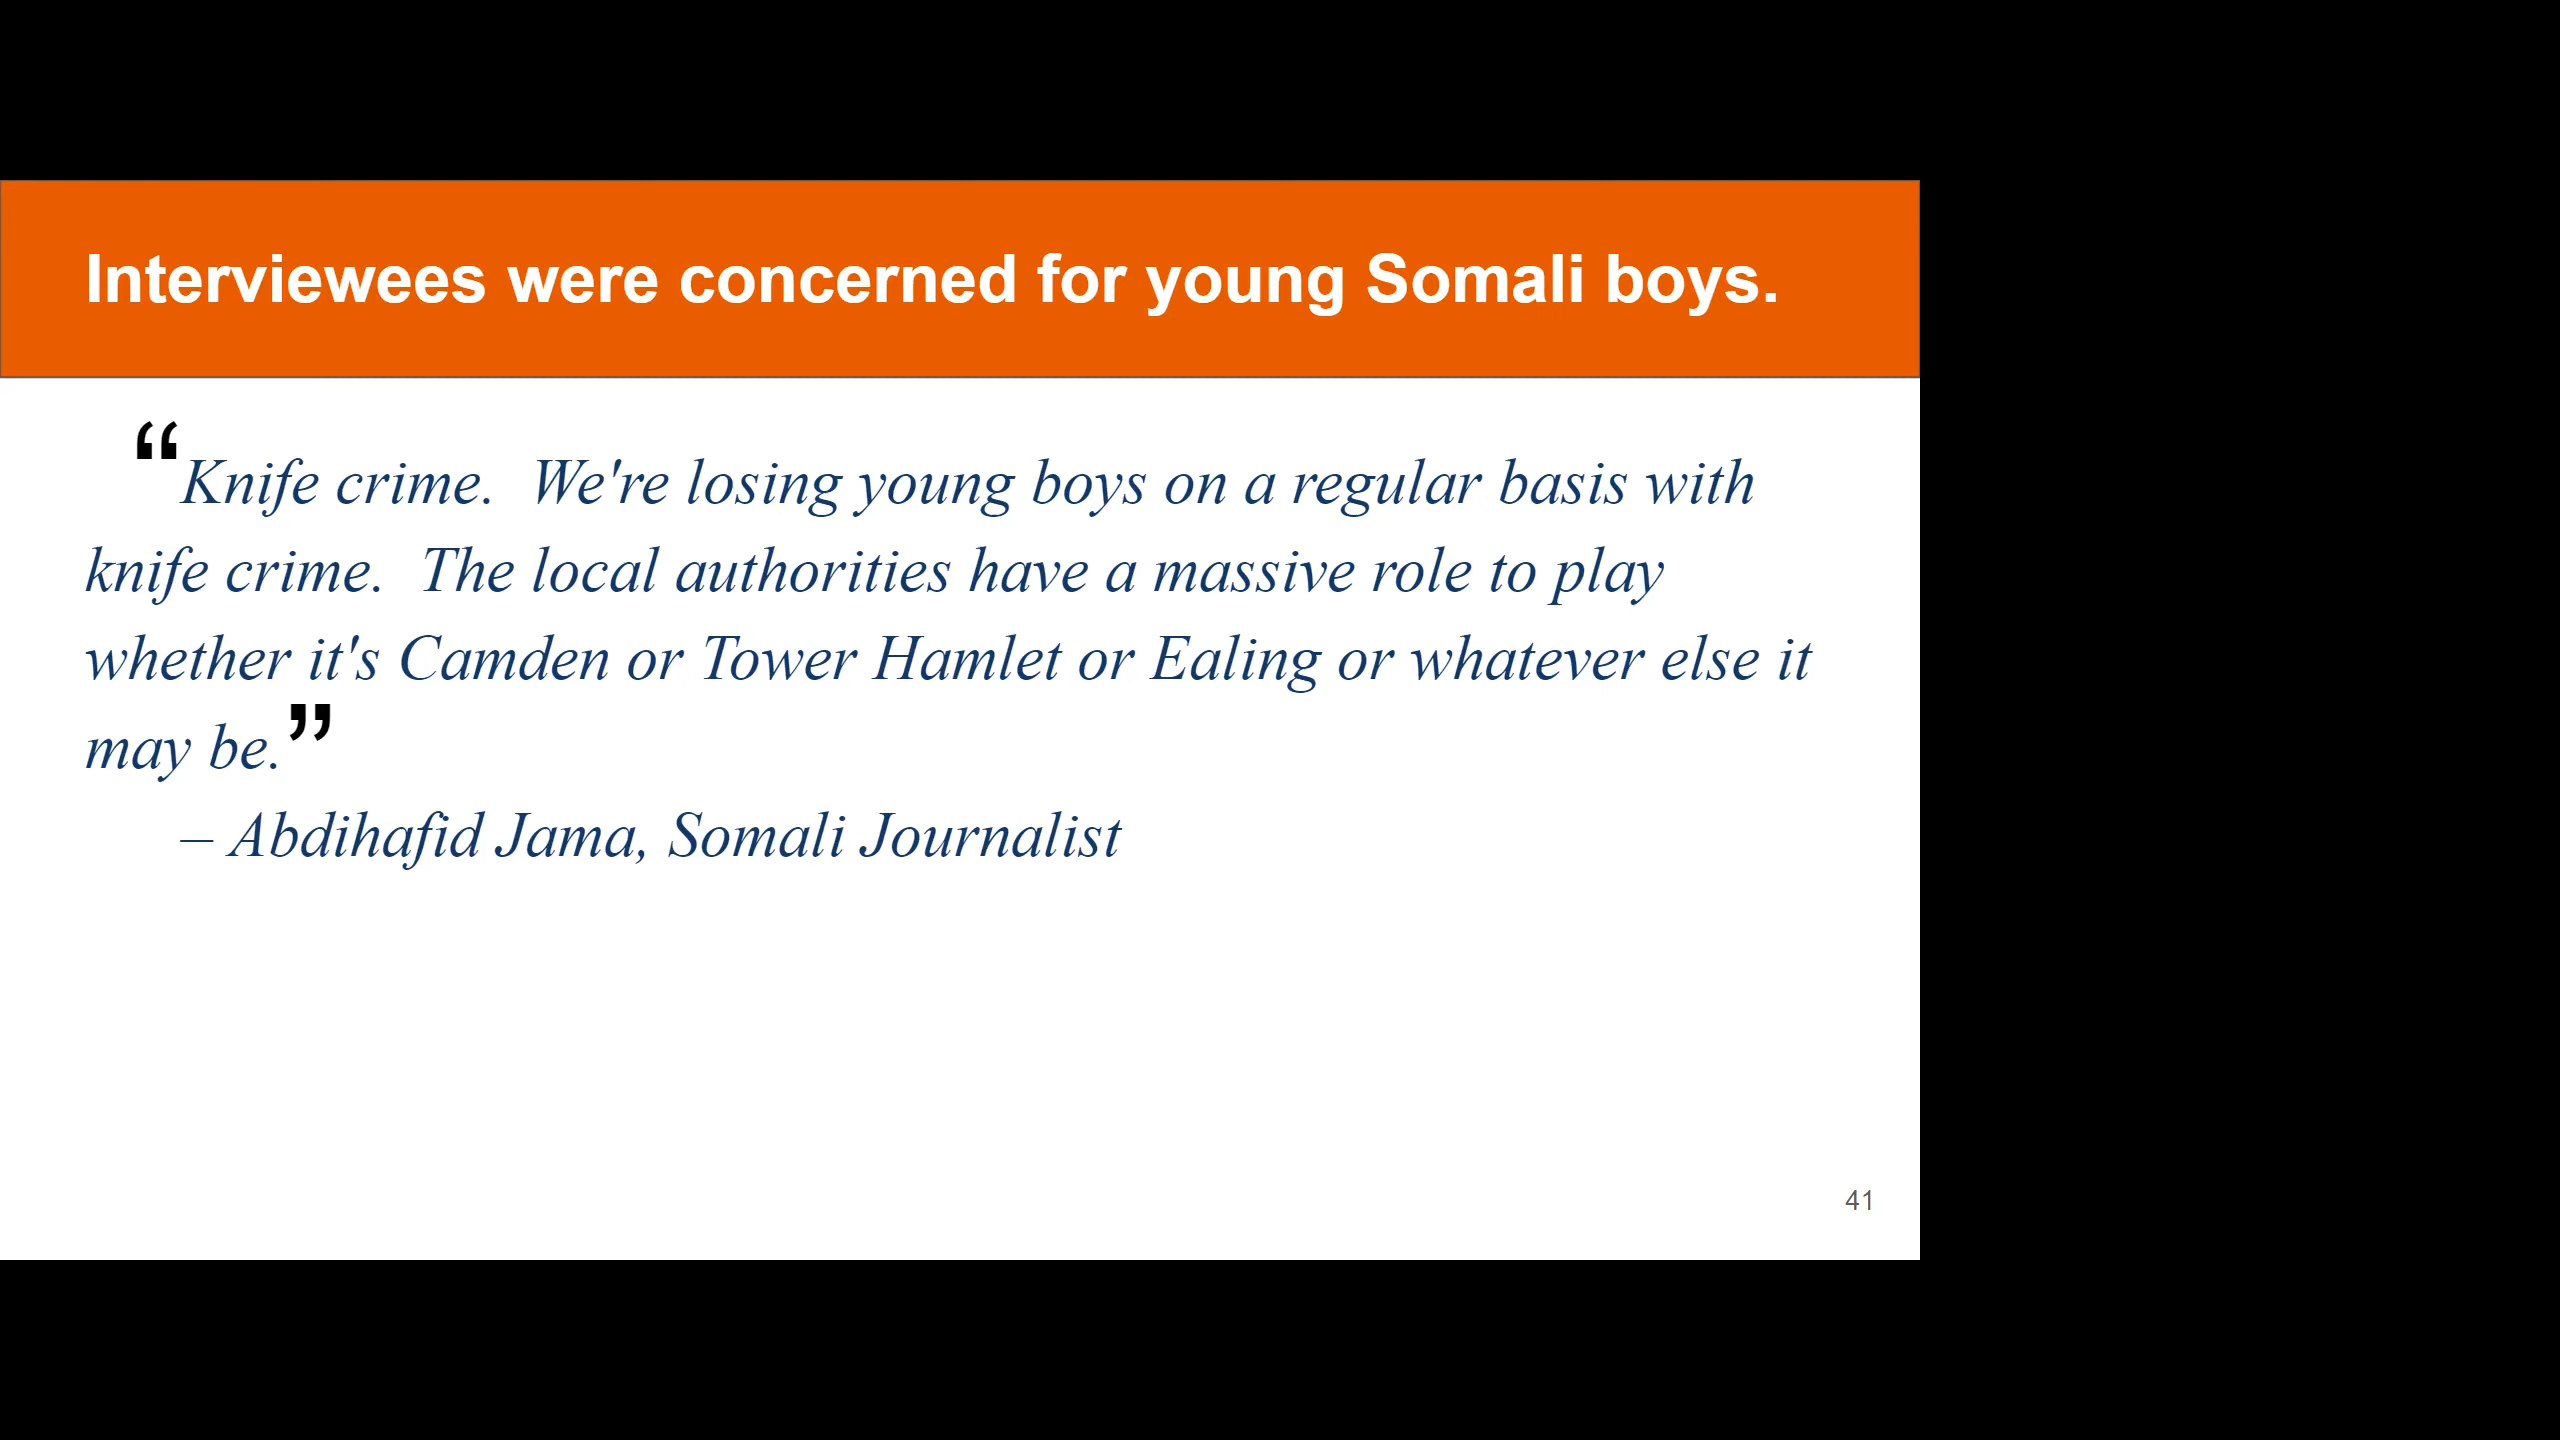 Interviewees were concerned for young Somali boys.
“Knife crime.  We're losing young boys on a regular basis with
knife crime.  The local authorities have a massive role to play
whether it's Camden or Tower Hamlet or Ealing or whatever else it
may be.”
– Abdihafid Jama, Somali Journalist
41